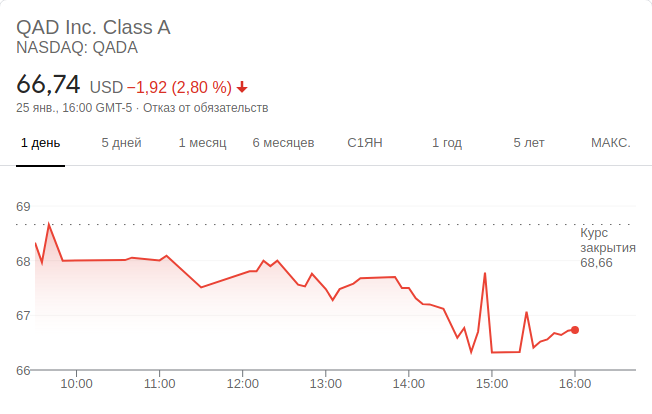 QAD Inc. Class A
NASDAQ: QADA
66,74 USD −1,92 (2,80 %)
25 янв., 16:00 GMT-5 · Отказ от обязательств
1 день 5 дней 1 месяц 6 месяцев С1ЯН 1 год 5 лет МАКС.
69
Курс
закрытия
68,66
68
67
66
10:00 11:00 12:00 13:00 14:00 15:00 16:00